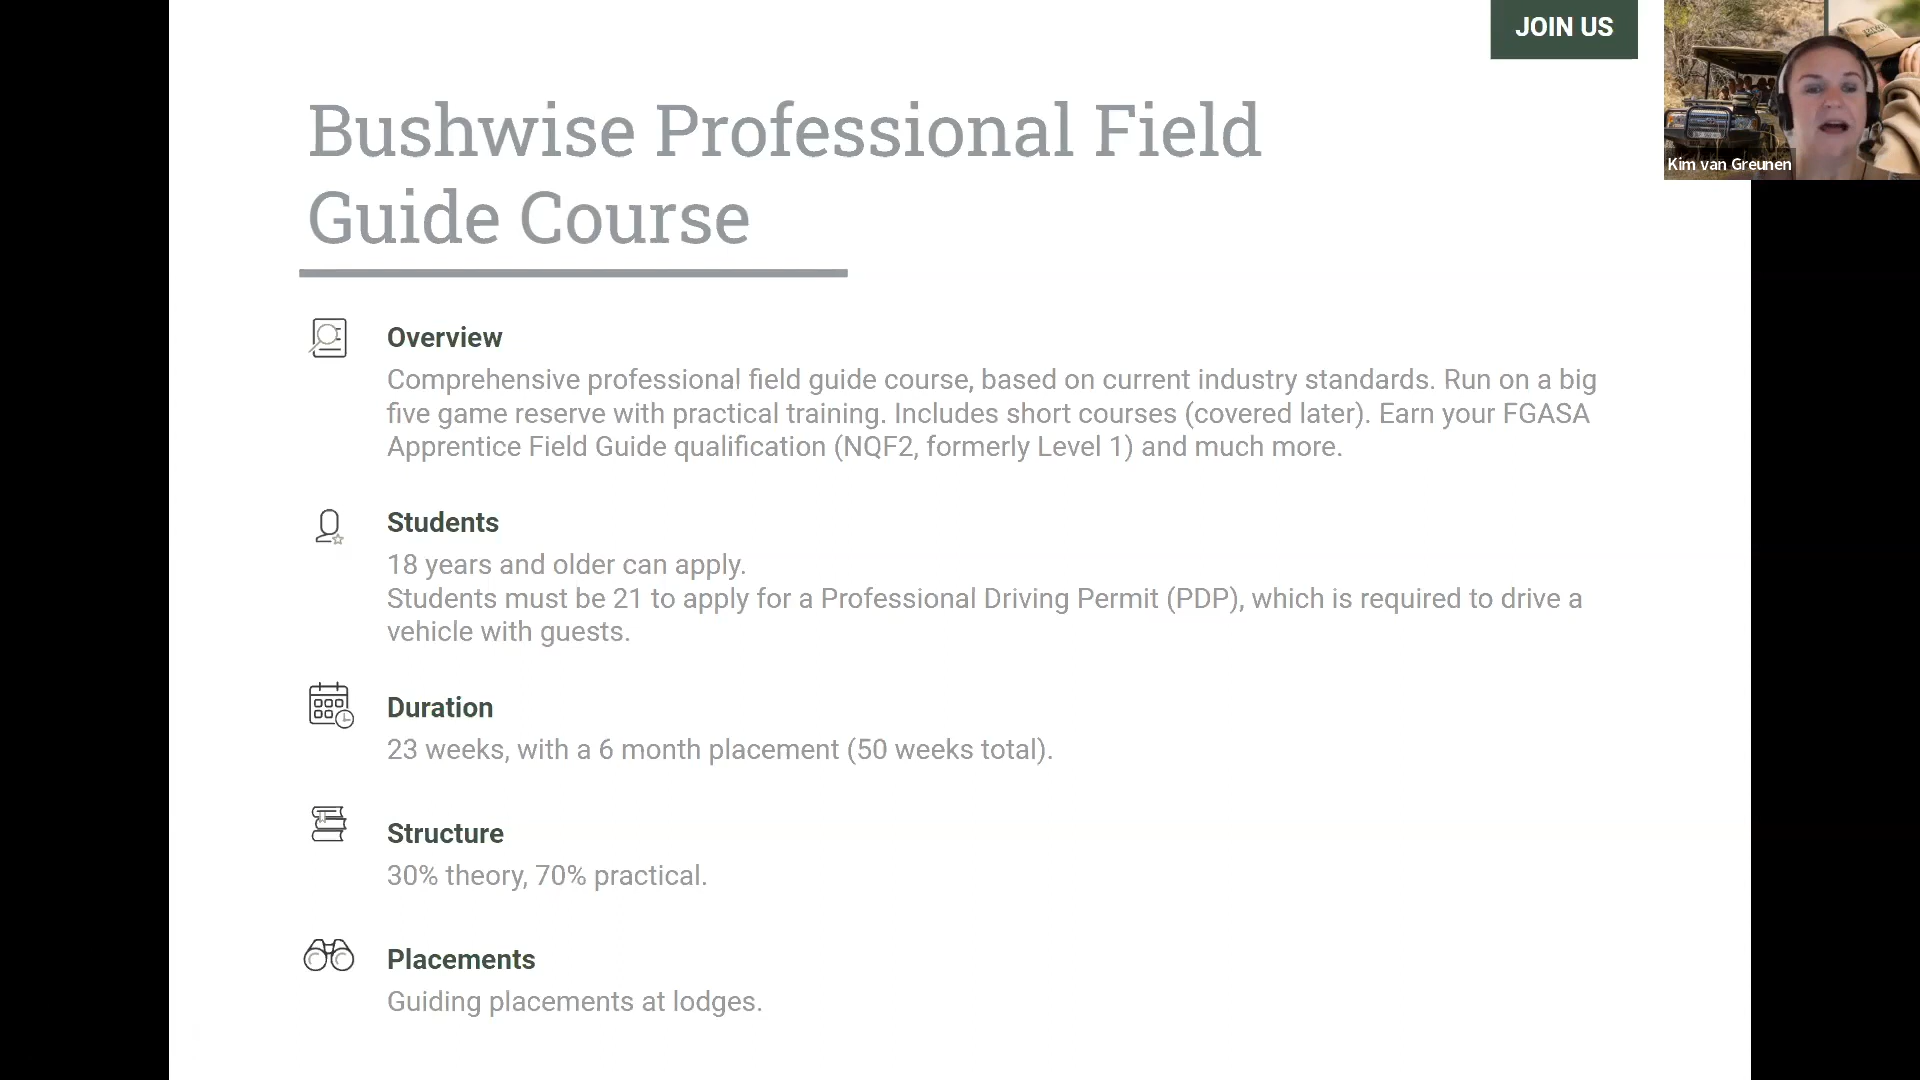 JOIN US
Kim van Greunen
Bushwise Professional Field
Guide Course
Overview
Comprehensive professional field guide course, based on current industry standards. Run on a big
five game reserve with practical training. Includes short courses (covered later). Earn your FGASA
Apprentice Field Guide qualification (NQF2, formerly Level 1) and much more.
Students
18 years and older can apply.
Students must be 21 to apply for a Professional Driving Permit (PDP), which is required to drive a
vehicle with guests.
Duration
23 weeks, with a 6 month placement (50 weeks total).
Structure
30% theory, 70% practical.
Placements
Guiding placements at lodges.